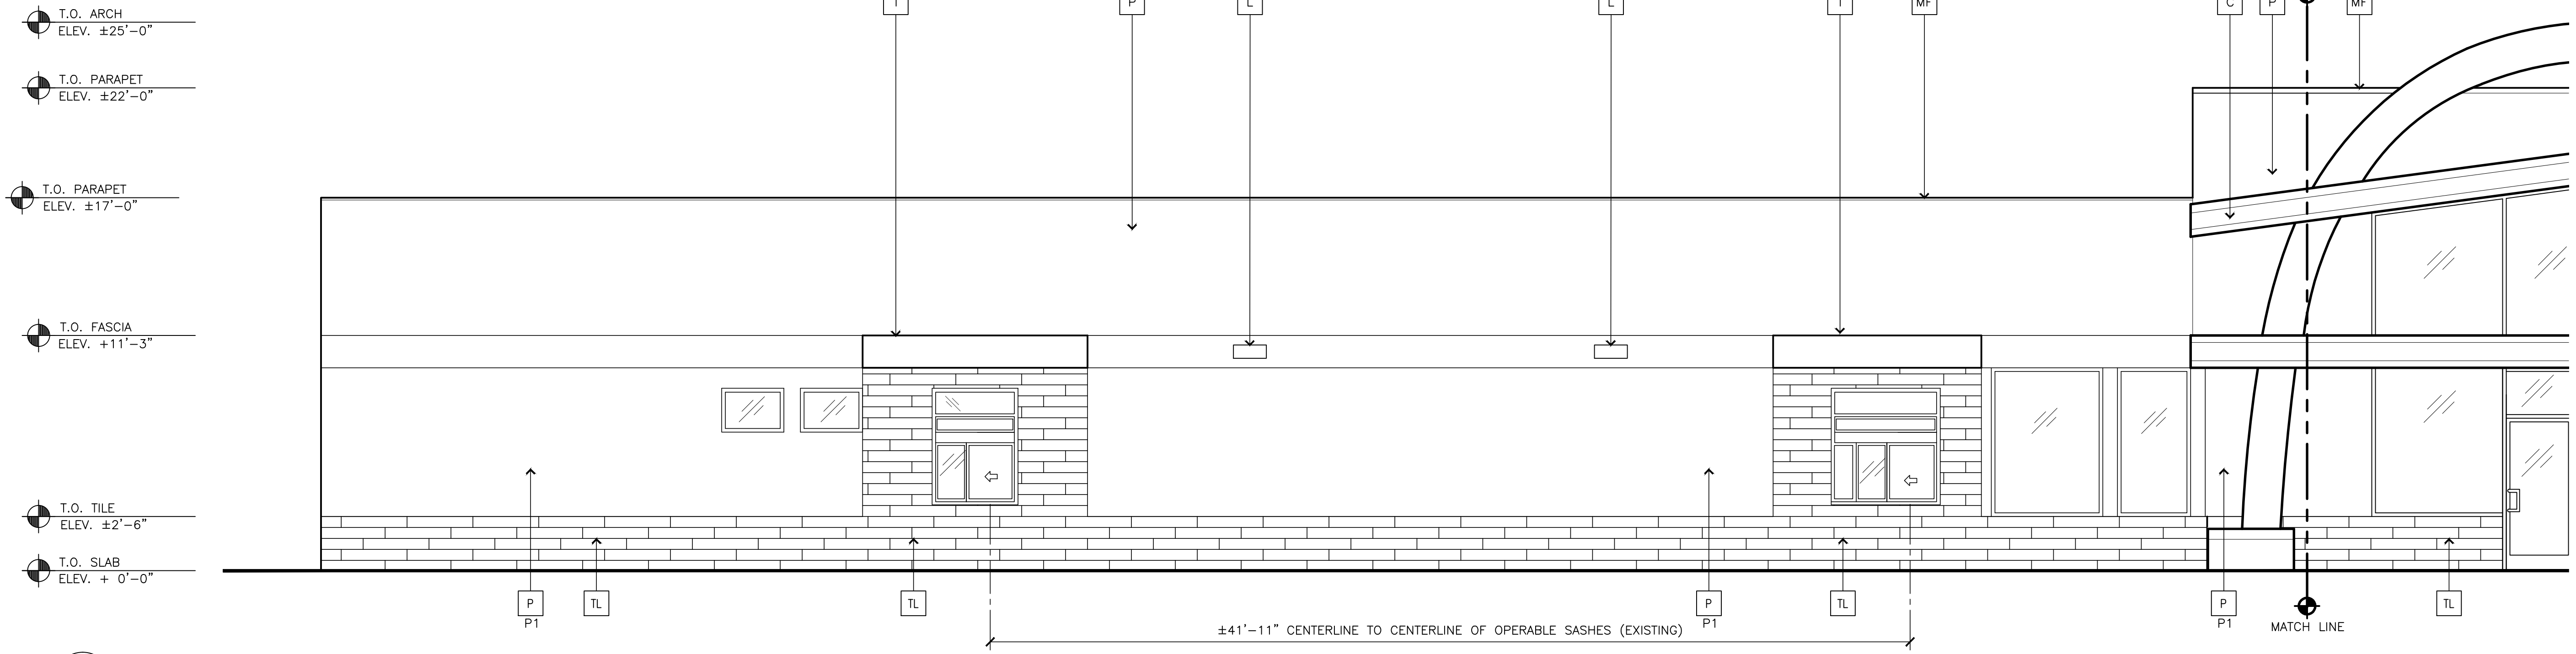 T.O. ARCH
ELEV. ±25'-0"
T.O. PARAPET
ELEV. ±22'-0"
T.O. PARAPET
ELEV. ±17'-0"
T.O. FASCIA
ELEV. +11'-3"
T.O. TILE
ELEV. ±2'-6"
T.O. SLAB
ELEV. + 0'-0"
P
L
L
MF
C
P
MF
P
P1
TL
TL
P
P1
TL
P
P1
TL
MATCH LINE
±41'-11" CENTERLINE TO CENTERLINE OF OPERABLE SASHES (EXISTING)